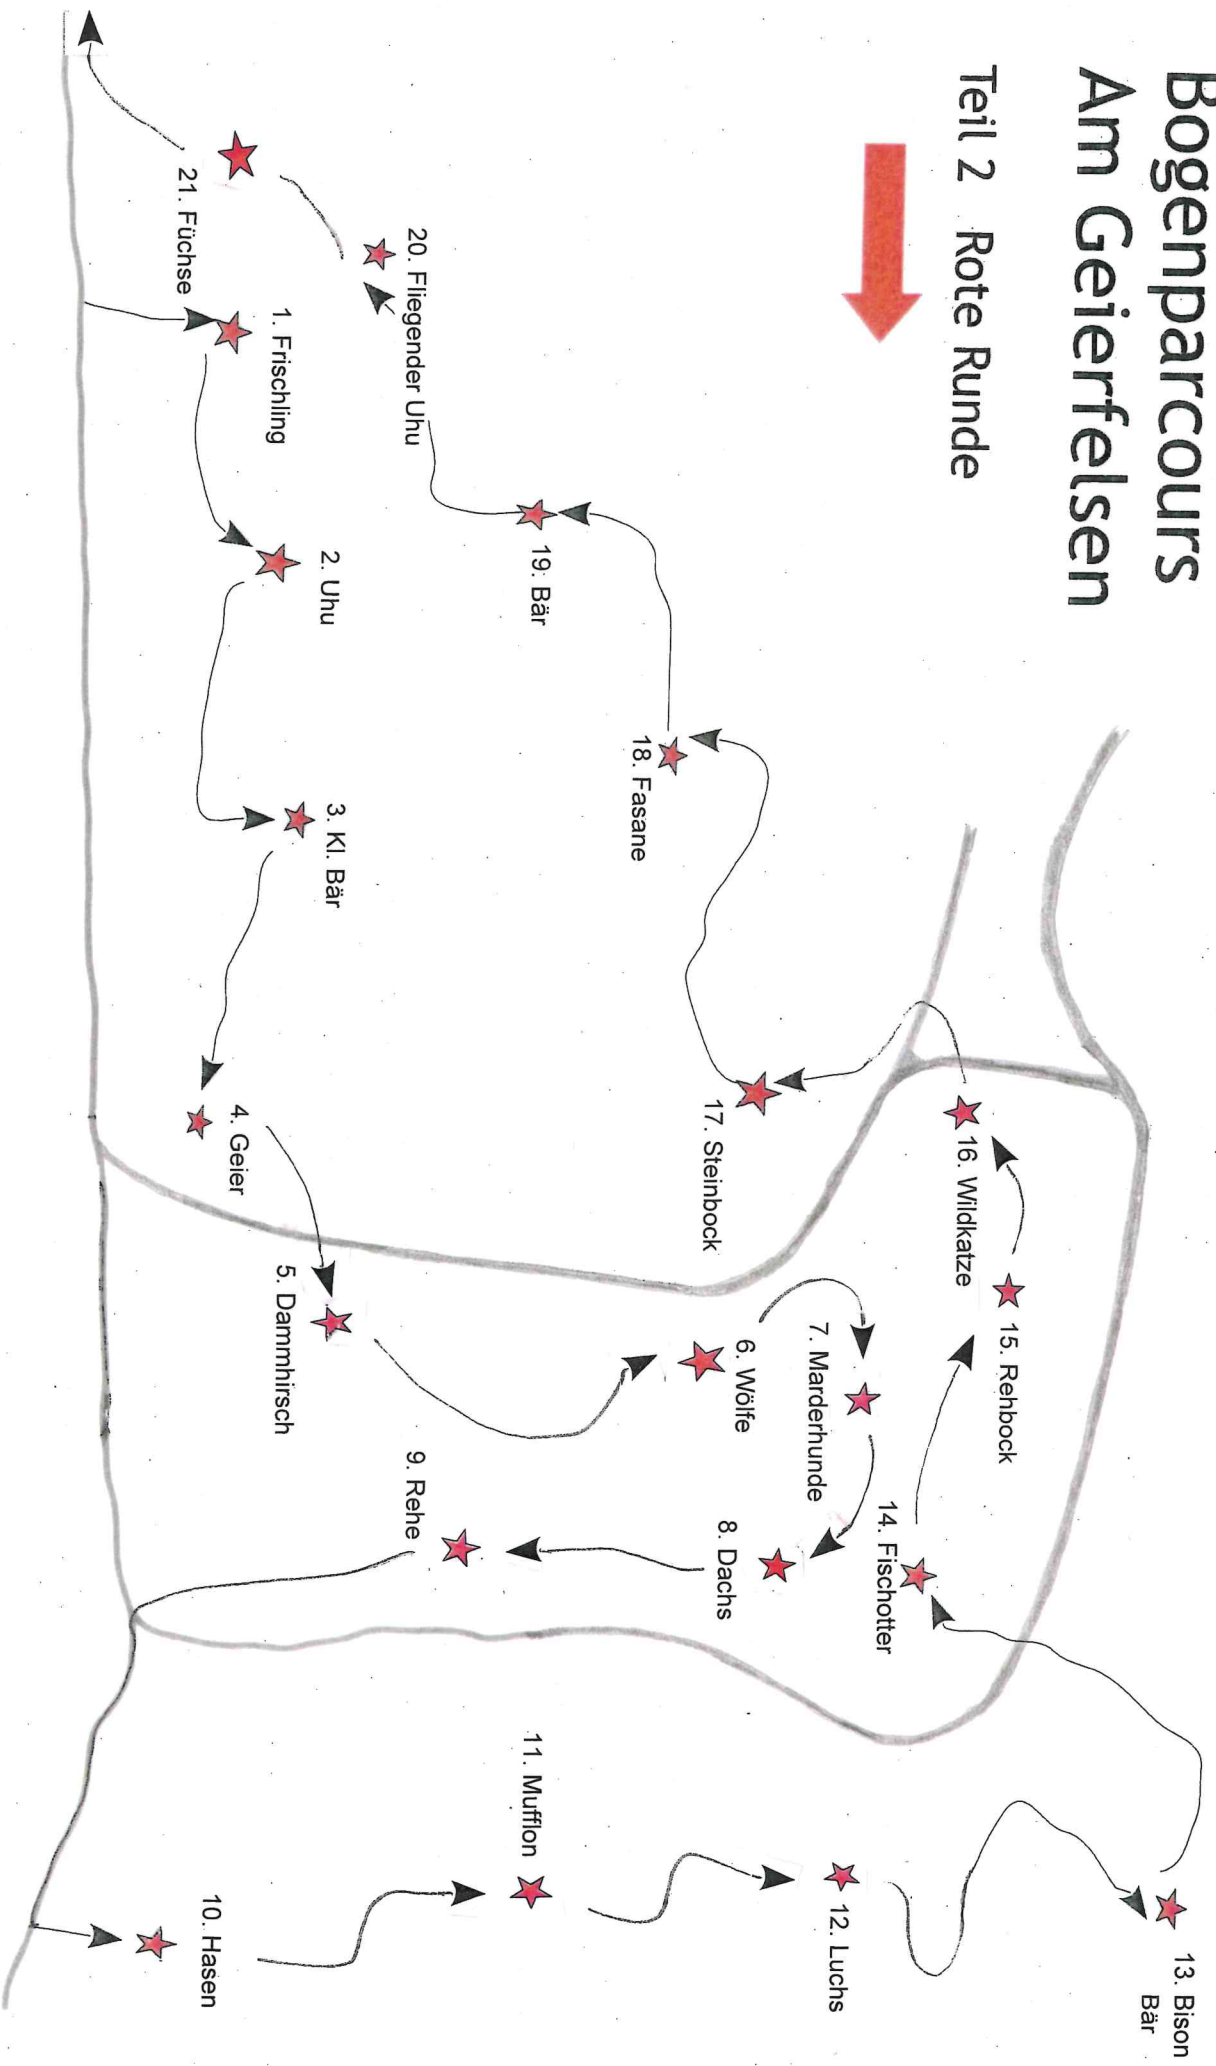 Bogenparcours
Am Geierfelsen
Teil 2 Rote Runde
1. Frischling
2. Uhu
3. Kl. Bär
4. Geier
5. Dammhirsch
6. Wölfe
7. Marderhunde
8. Dachs
9. Rehe
10. Hasen
11. Mufflon
12. Luchs
13. Bison
Bär
14. Fischotter
15. Rehbock
16. Wildkatze
17. Steinbock
18. Fasane
19. Bär
20. Fliegender Uhu
21. Füchse